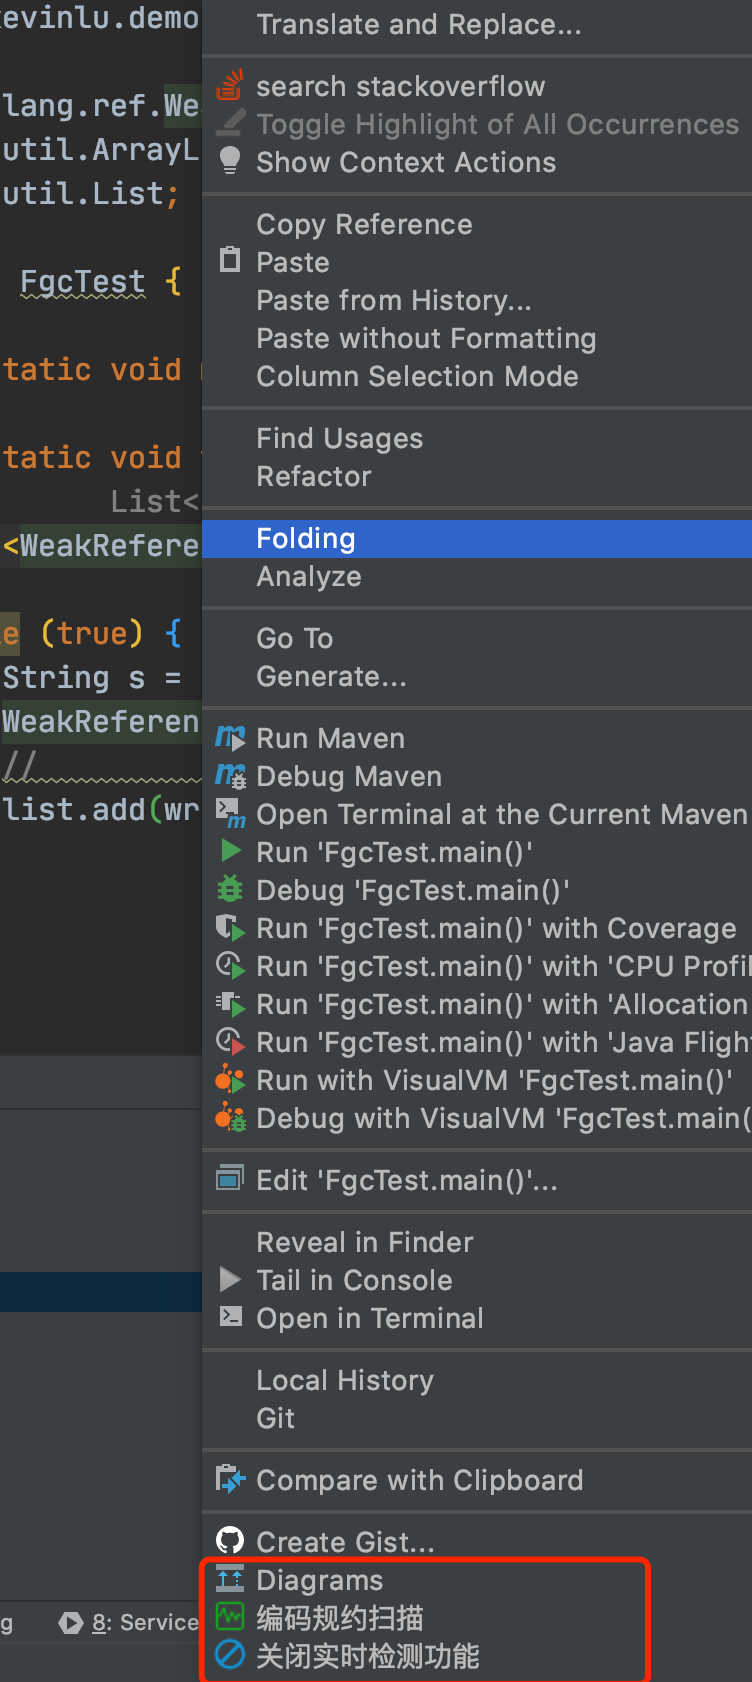 evinlu.demo
Translate and Replace...
search stackoverflow
lang.ref.We
Toggle Highlight of All Occurrences
util.ArrayL
Show Context Actions
util.List;
Copy Reference
Paste
FgcTest {
Paste from History...
Paste without Formatting
tatic void
Column Selection Mode
Find Usages
tatic void
Refactor
List<
Folding
<WeakRefere
Analyze
e (true) {
Go To
String s =
Generate...
WeakReferen
Run Maven
//
Debug Maven
list.add(wr
Open Terminal at the Current Maven
Run 'FgcTest.main()'
Debug 'FgcTest.main()'
Run 'FgcTest.main()' with Coverage
Run 'FgcTest.main()' with 'CPU Profil
Run 'FgcTest.main()' with 'Allocation
Run 'FgcTest.main()' with 'Java Fligh
Run with VisualVM 'FgcTest.main()'
Debug with VisualVM 'FgcTest.main(
Edit 'FgcTest.main()'...
Reveal in Finder
Tail in Console
Open in Terminal
Local History
Git
Compare with Clipboard
Create Gist...
Diagrams
g 8: Service
编码规约扫描
关闭实时检测功能